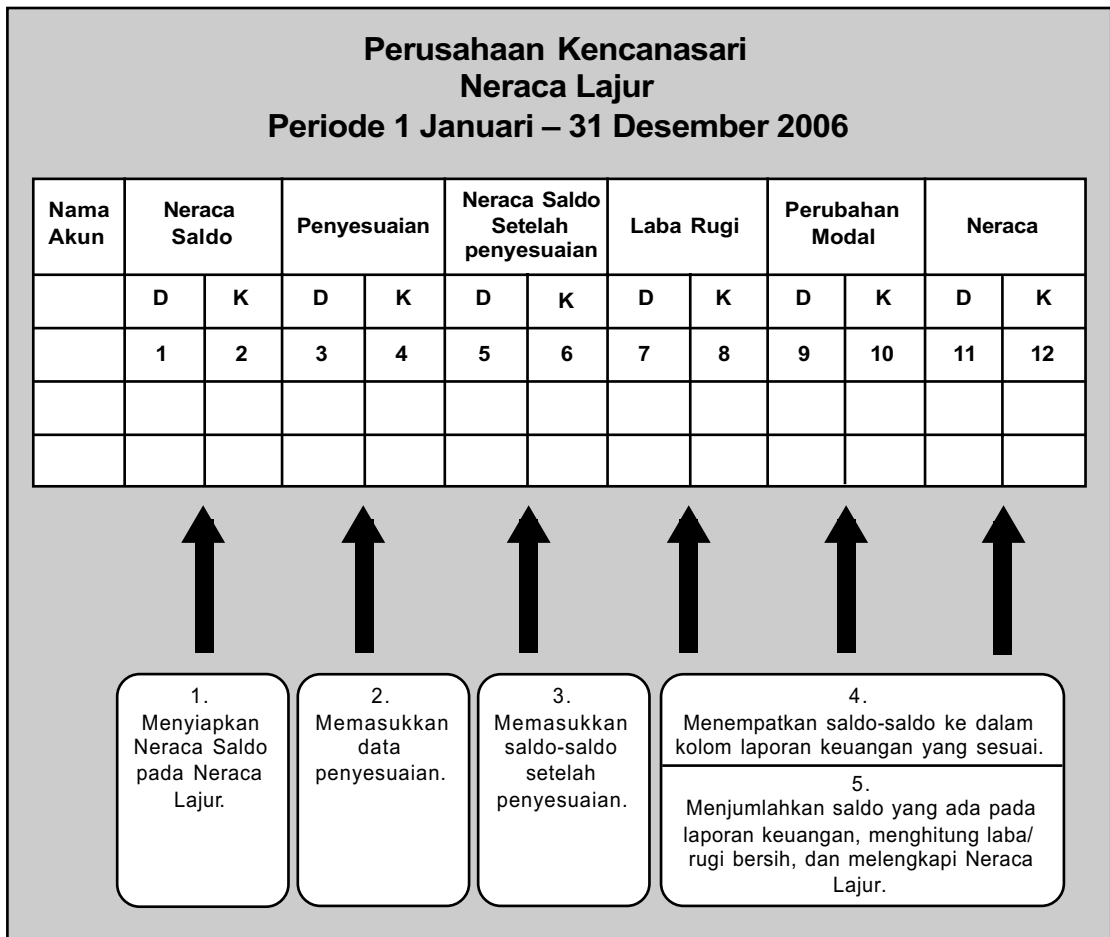 Perusahaan Kencanasari
Neraca Lajur
Periode 1 Januari – 31 Desember 2006
Nama Akun Neraca Saldo Penyesuaian Neraca Saldo Setelah penyesuaian Laba Rugi Perubahan Modal Neraca
D K D K D K D K D K D K
1 2 3 4 5 6 7 8 9 10 11 12
1.
Menyiapkan
Neraca Saldo
pada Neraca
Lajur.
2.
Memasukkan
data
penyesuaian.
3.
Memasukkan
saldo-saldo
setelah
penyesuaian.
4.
Menempatkan saldo-saldo ke dalam
kolom laporan keuangan yang sesuai.
5.
Menjumlahkan saldo yang ada pada
laporan keuangan, menghitung laba/
rugi bersih, dan melengkapi Neraca
Lajur.